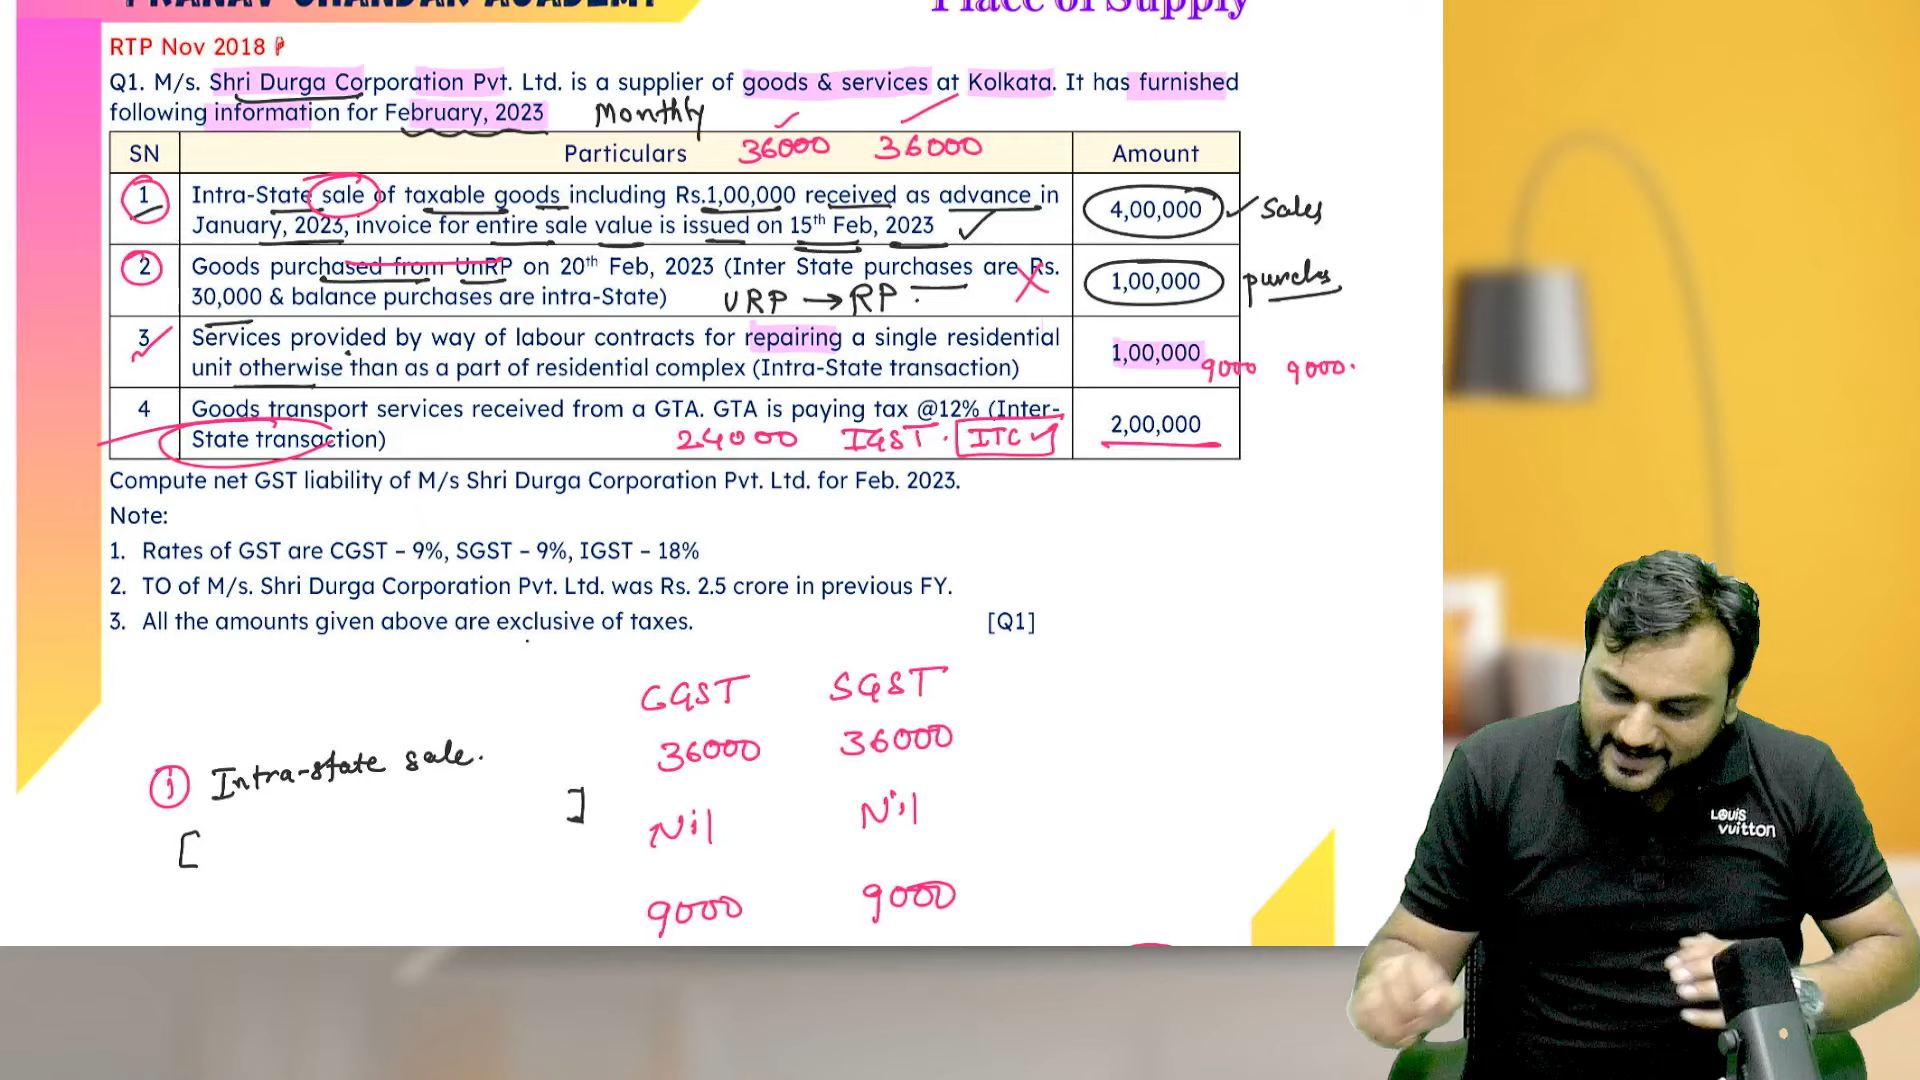 PRANAV CHANDAK ACADEMY
Place of Supply
RTP Nov 2018
Q1. M/s. Shri Durga Corporation Pvt. Ltd. is a supplier of goods & services at Kolkata. It has furnished
following information for February, 2023 Monthly
SN Particulars 36000 36000 Amount
1 Intra-State sale of taxable goods including Rs.1,00,000 received as advance in
January, 2023, invoice for entire sale value is issued on 15th Feb, 2023 4,00,000 sales
2 Goods purchased from UnRP on 20th Feb, 2023 (Inter State purchases are Rs.
30,000 & balance purchases are intra-State) URP → RP. 1,00,000 purchs
3 Services provided by way of labour contracts for repairing a single residential
unit otherwise than as a part of residential complex (Intra-State transaction) 1,00,000 9000 9000.
4 Goods transport services received from a GTA. GTA is paying tax @12% (Inter-
State transaction) 24000 IGST. ITC ✓ 2,00,000
Compute net GST liability of M/s Shri Durga Corporation Pvt. Ltd. for Feb. 2023.
Note:
1. Rates of GST are CGST – 9%, SGST – 9%, IGST – 18%
2. TO of M/s. Shri Durga Corporation Pvt. Ltd. was Rs. 2.5 crore in previous FY.
3. All the amounts given above are exclusive of taxes. [Q1]
CGST SGST
① Intra-state sale. 36000 36000
[ ] Nil Nil
9000 9000
LOUIS
VUITTON